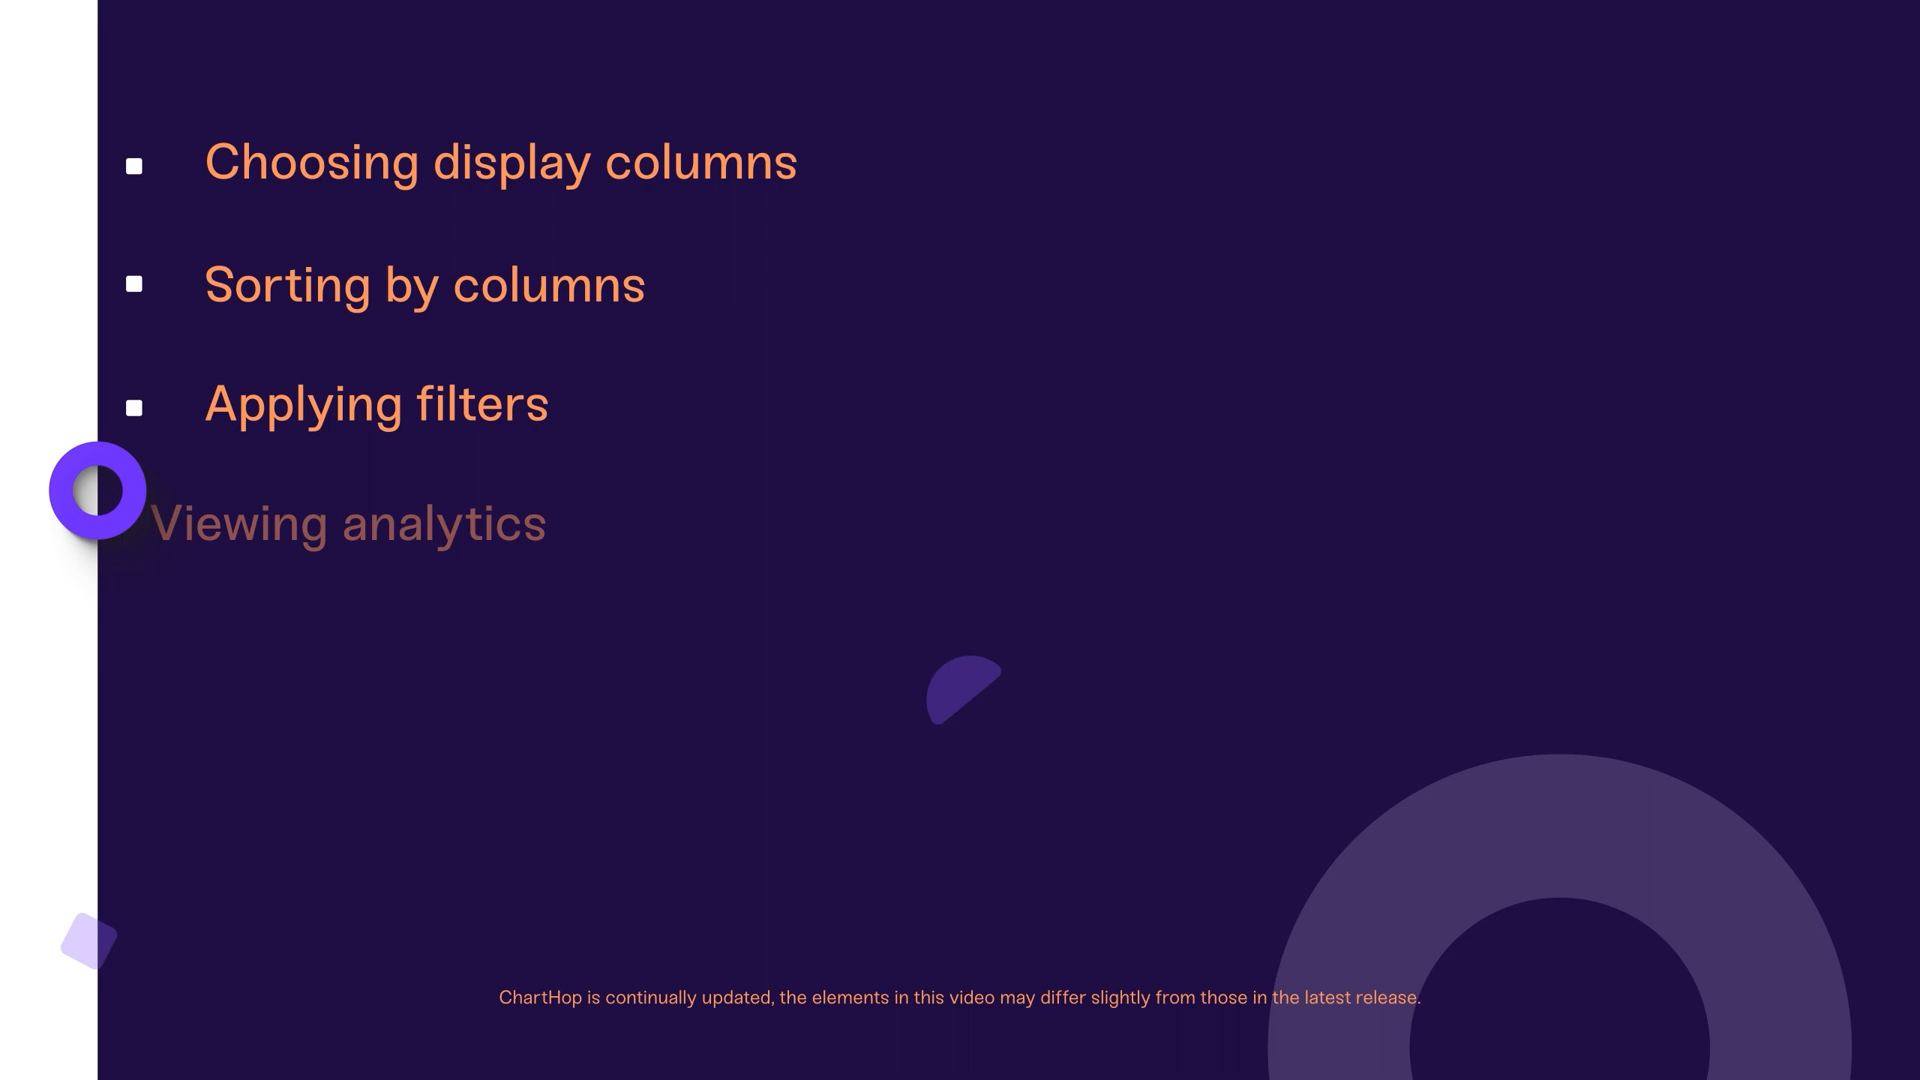 Choosing display columns
Sorting by columns
Applying filters
Viewing analytics
ChartHop is continually updated, the elements in this video may differ slightly from those in the latest release.